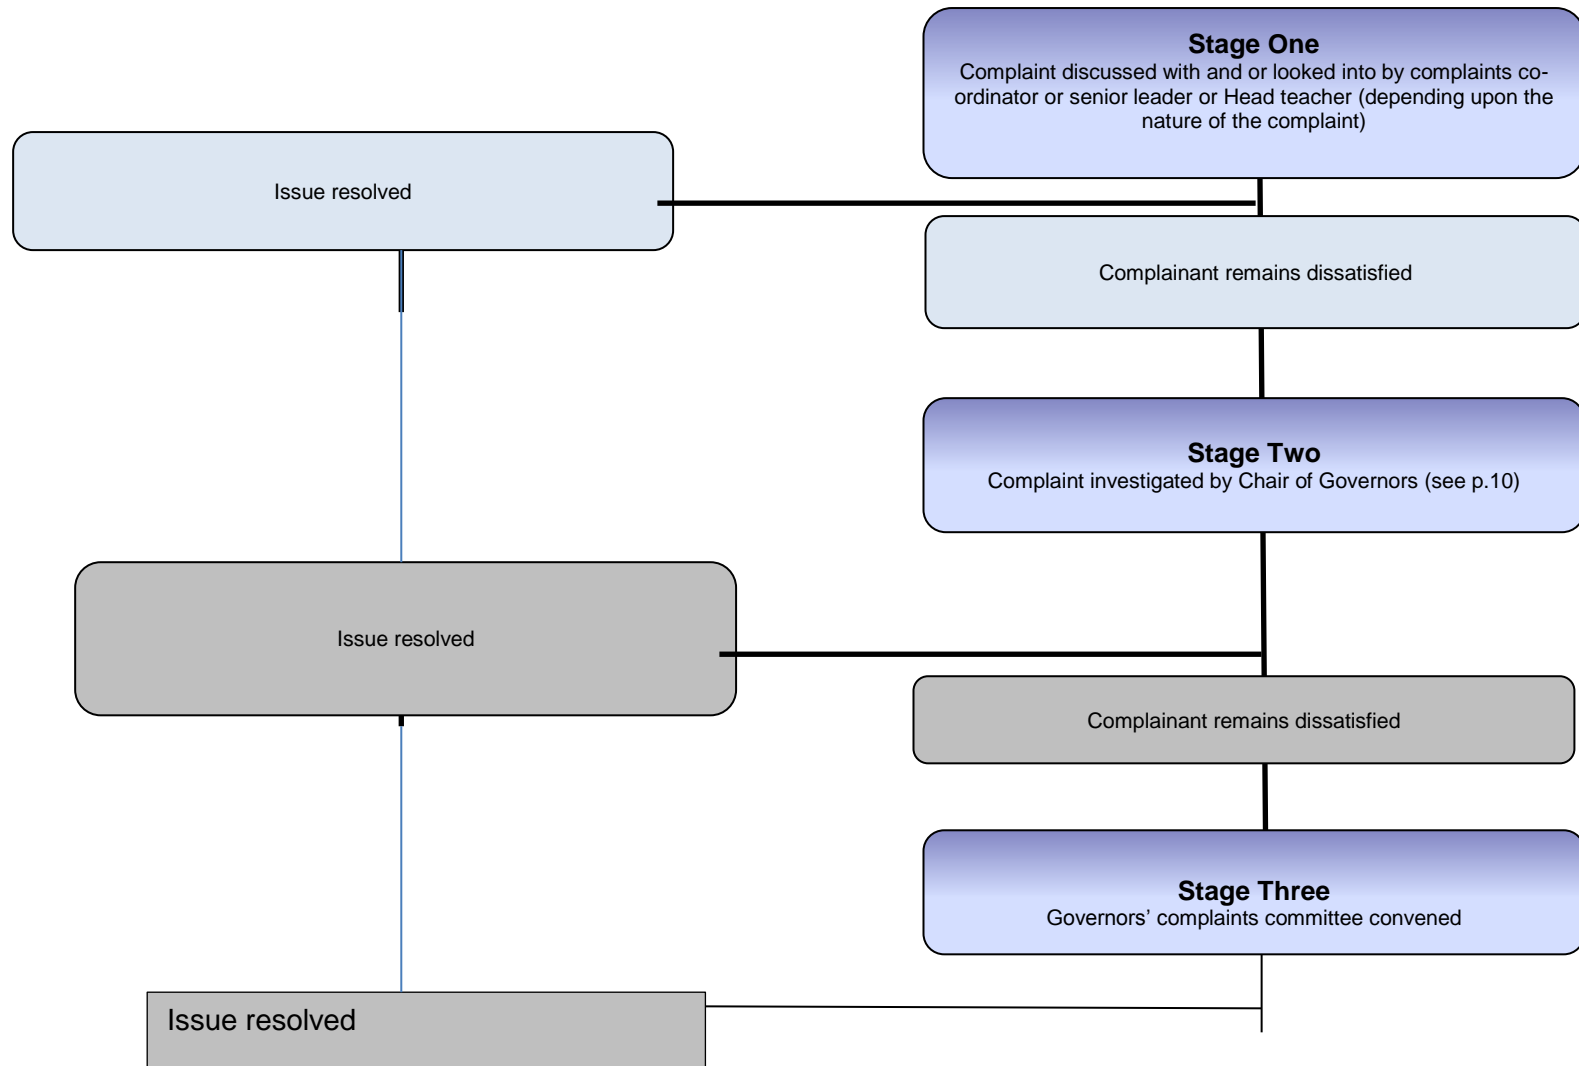 Stage One
Complaint discussed with and or looked into by complaints co-
ordinator or senior leader or Head teacher (depending upon the
nature of the complaint)
Issue resolved
Complainant remains dissatisfied
Stage Two
Complaint investigated by Chair of Governors (see p.10)
Issue resolved
Complainant remains dissatisfied
Stage Three
Governors’ complaints committee convened
Issue resolved